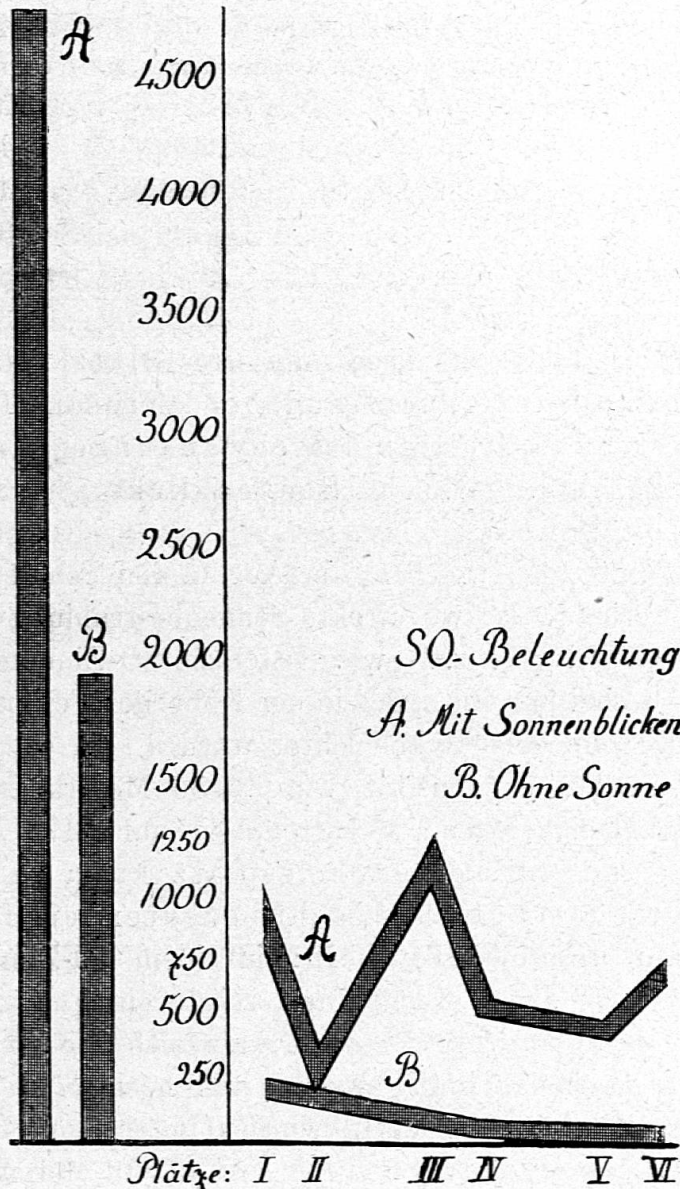 A
4500
4000
3500
3000
2500
B
2000
SO-Beleuchtung
A. Mit Sonnenblicken
1500
B. Ohne Sonne
1250
1000
A
750
500
250
B
Plätze: I II III IV V VI